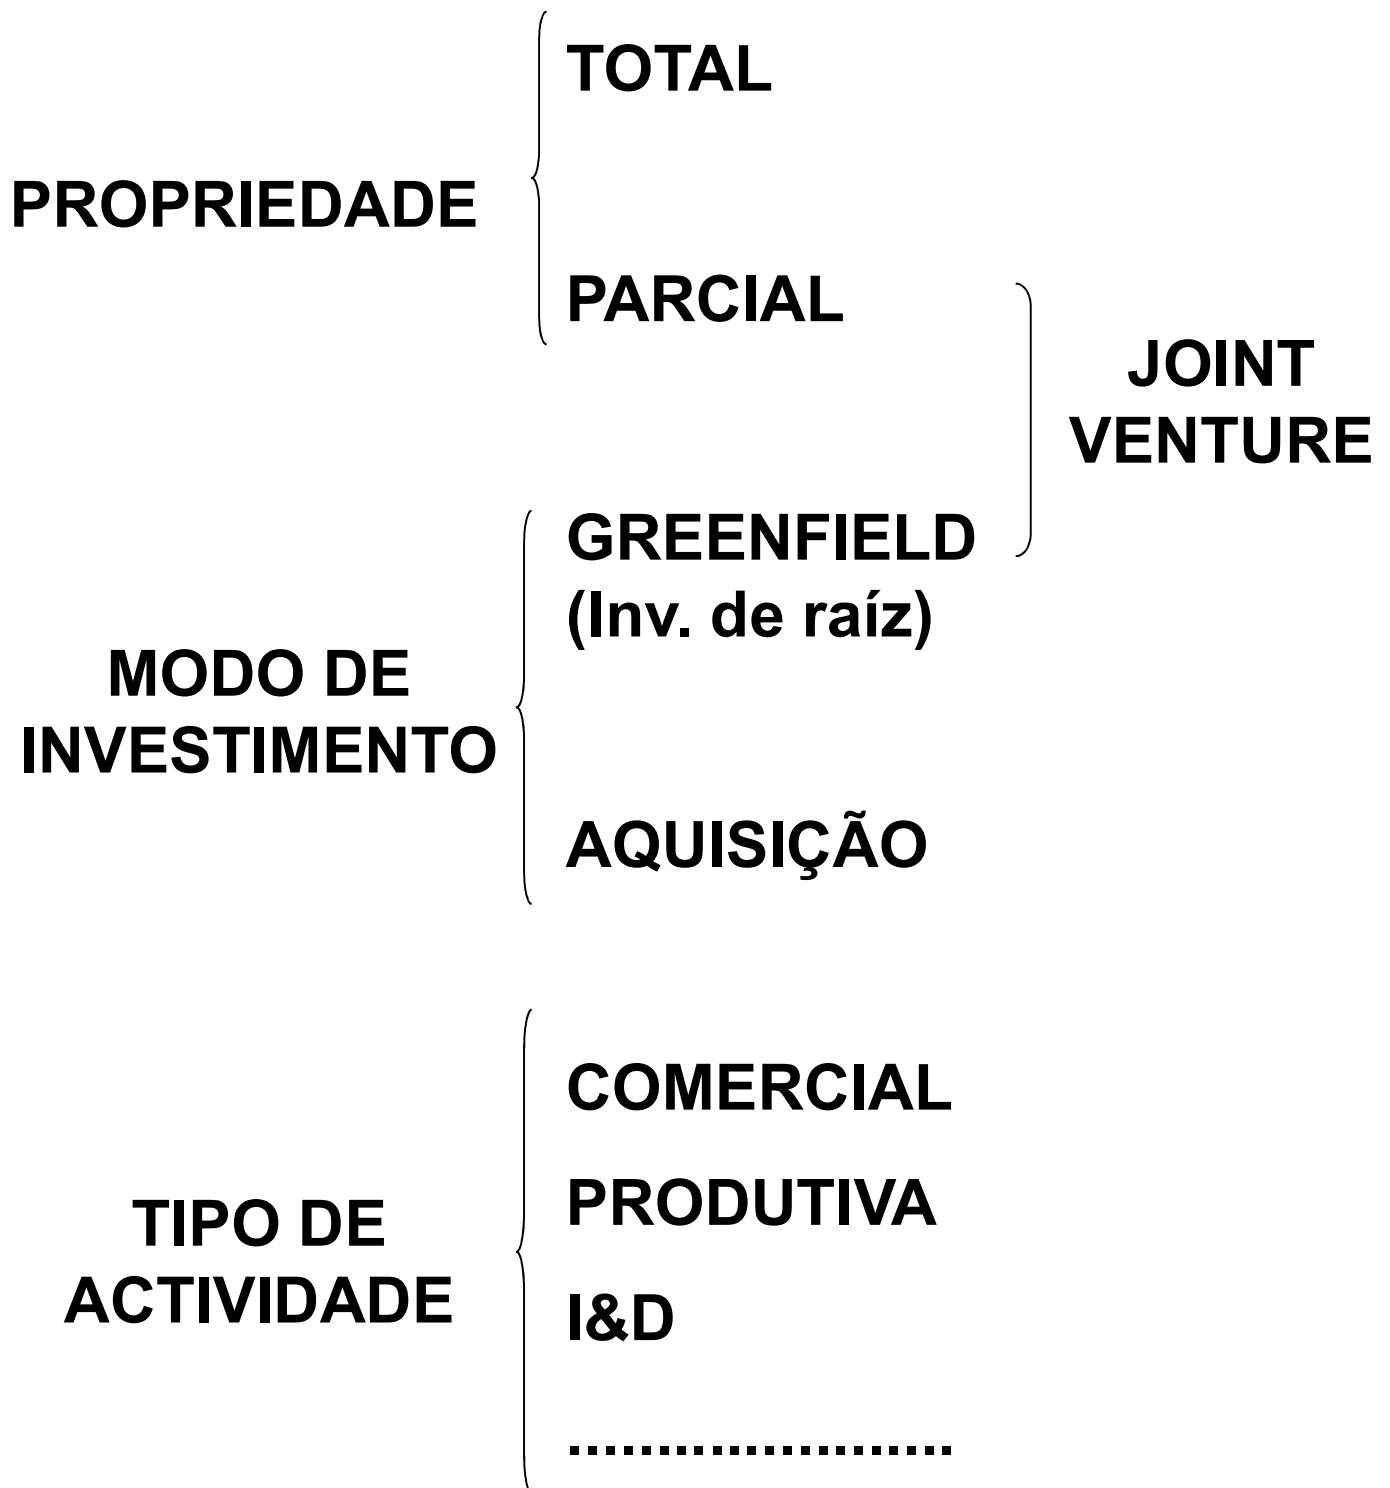 TOTAL
PROPRIEDADE
PARCIAL
JOINT
VENTURE
GREENFIELD
(Inv. de raíz)
MODO DE
INVESTIMENTO
AQUISIÇÃO
COMERCIAL
PRODUTIVA
TIPO DE
ACTIVIDADE
I&D
......................